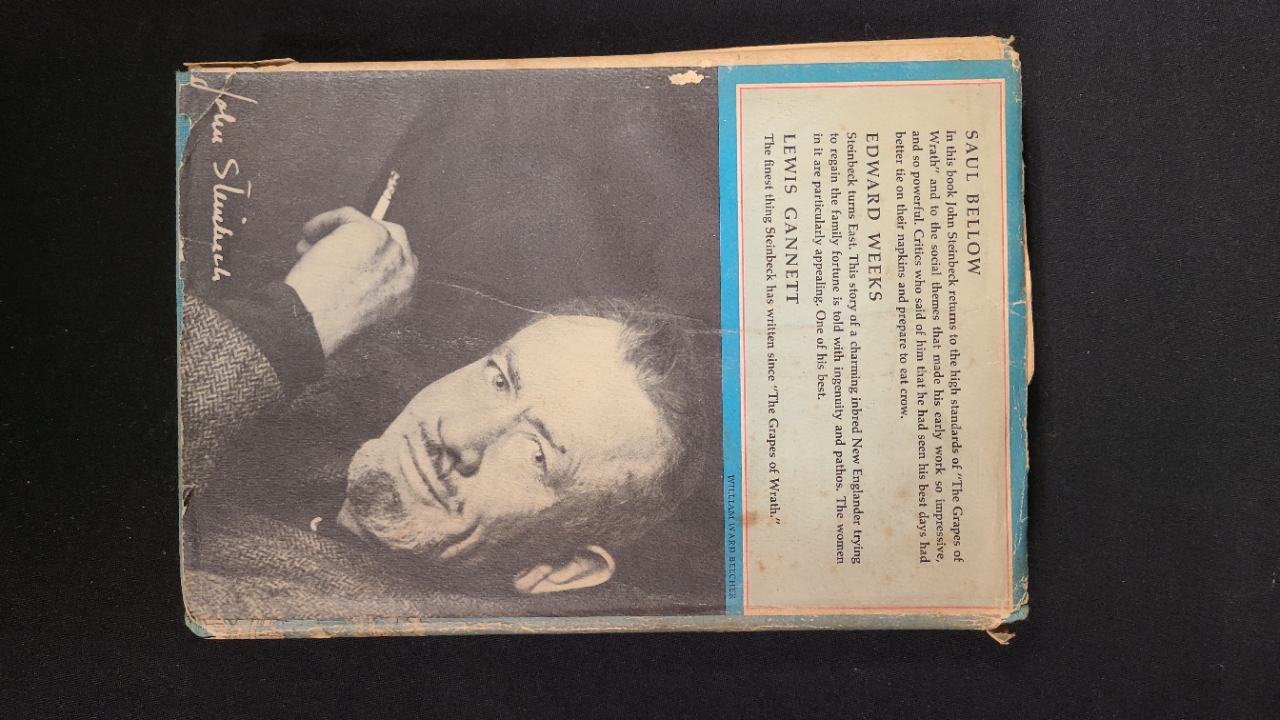 SAUL BELLOW
In this book John Steinbeck returns to the high standards of "The Grapes of
Wrath" and to the social themes that made his early work so impressive,
and so powerful. Critics who said of him that he had seen his best days had
better tie on their napkins and prepare to eat crow.
EDWARD WEEKS
Steinbeck turns East. This story of a charming inbred New Englander trying
to regain the family fortune is told with ingenuity and pathos. The women
in it are particularly appealing. One of his best.
LEWIS GANNETT
The finest thing Steinbeck has written since "The Grapes of Wrath."
WILLIAM WARD BEECHER
John Steinbeck